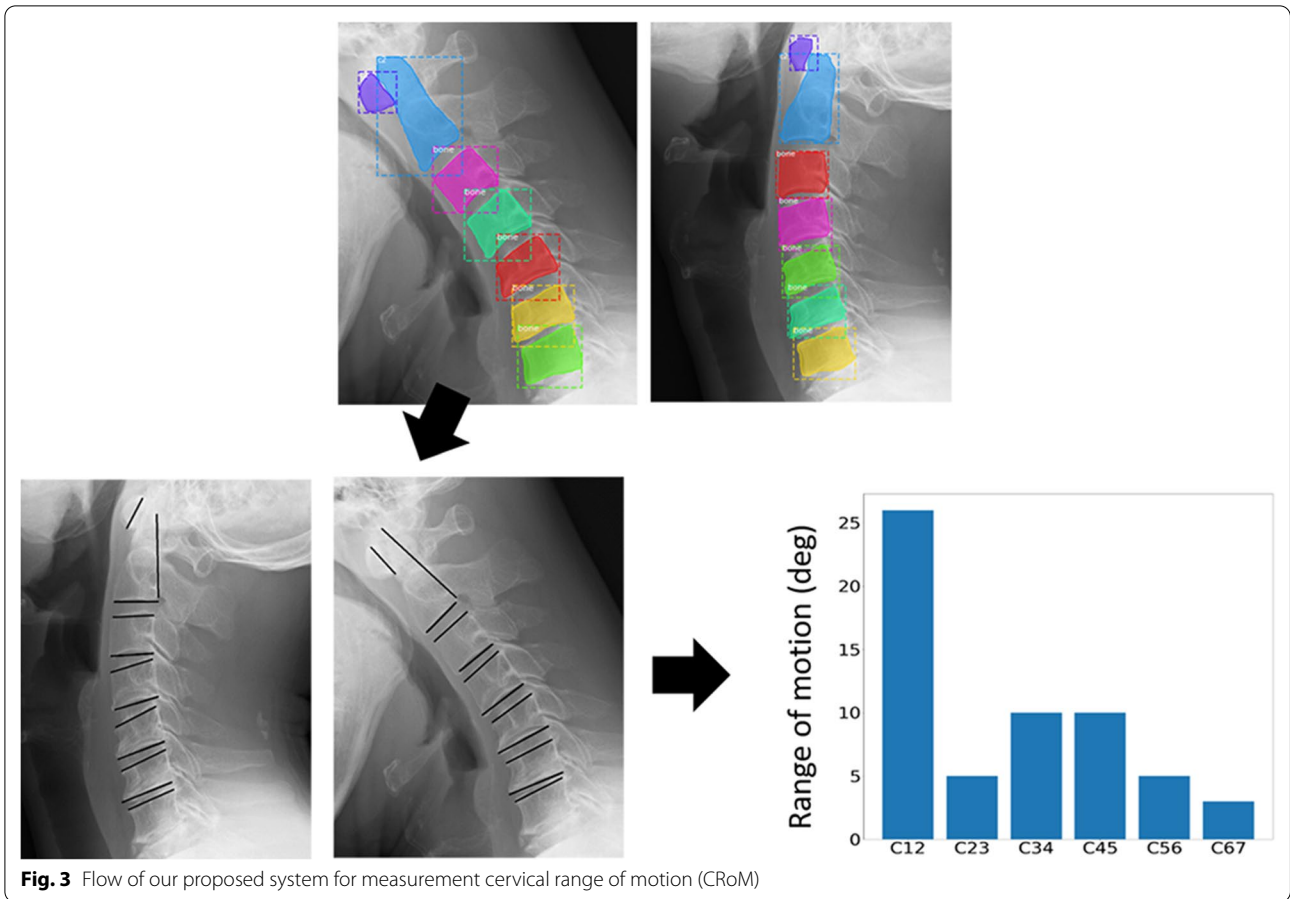 bone
bone
bone
bone
bone
bone
bone
bone
bone
bone
Range of motion (deg)
25
20
15
10
5
0
C12
C23
C34
C45
C56
C67
Fig. 3 Flow of our proposed system for measurement cervical range of motion (CRoM)